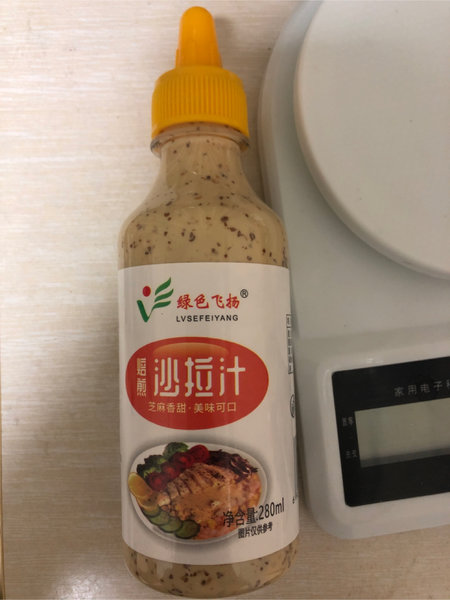 绿色飞扬®
LVSEFEIYANG
焙煎
沙拉汁
芝麻香甜·美味可口
净含量:280ml
图片仅供参考
家用电子